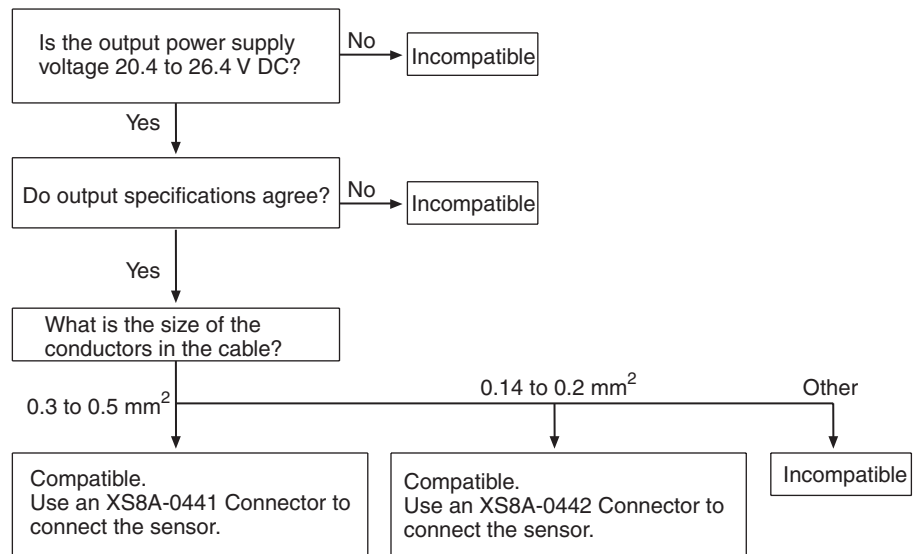 Is the output power supply
voltage 20.4 to 26.4 V DC?
No
Incompatible
Yes
Do output specifications agree?
No
Incompatible
Yes
What is the size of the
conductors in the cable?
0.3 to 0.5 mm2
0.14 to 0.2 mm2
Other
Compatible.
Use an XS8A-0441 Connector to
connect the sensor.
Compatible.
Use an XS8A-0442 Connector to
connect the sensor.
Incompatible